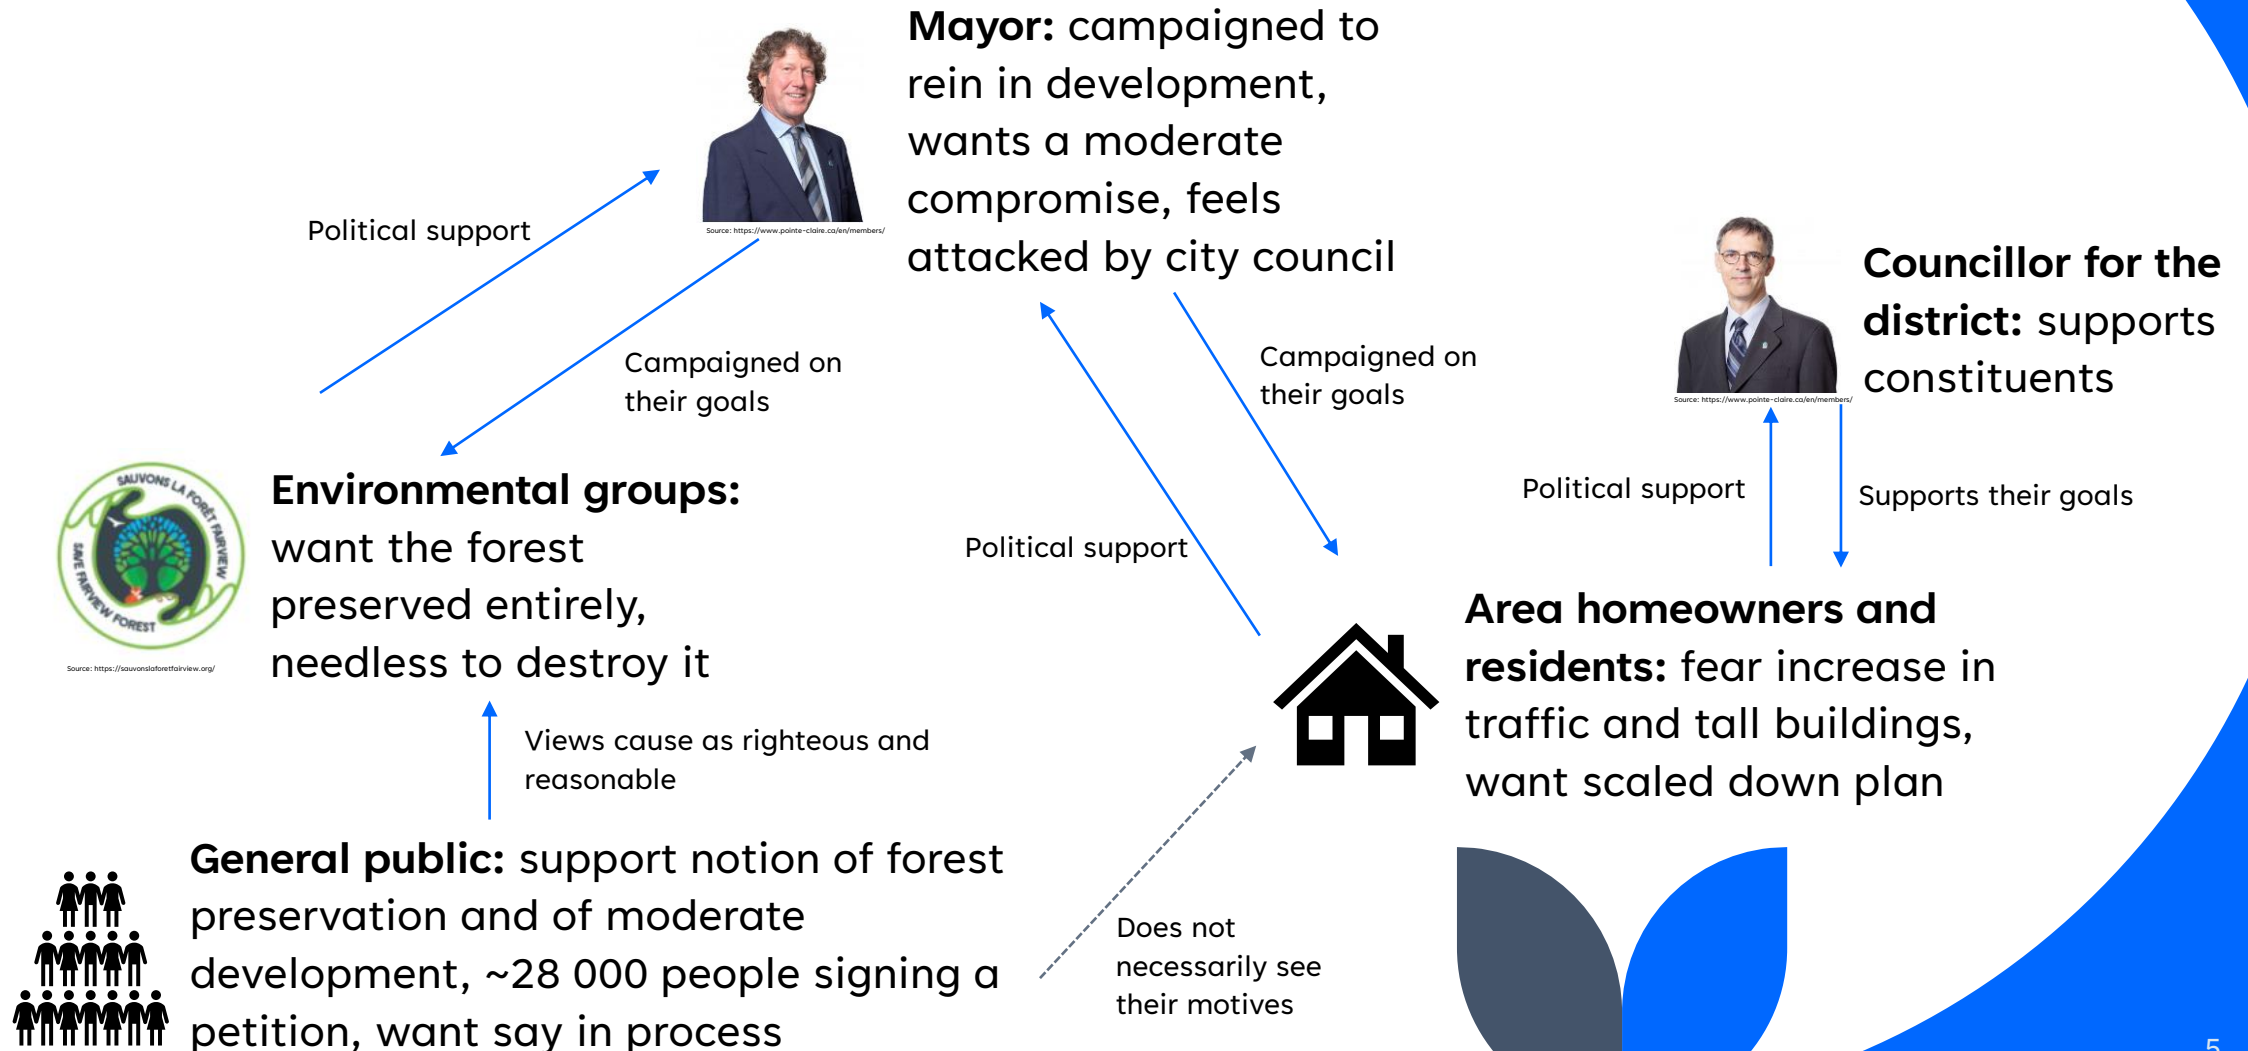 Mayor: campaigned to
rein in development,
wants a moderate
compromise, feels
attacked by city council
Source: https://www.pointe-claire.ca/en/members/
Political support
Campaigned on
their goals
Councillor for the
district: supports
constituents
Source: https://www.pointe-claire.ca/en/members/
Campaigned on
their goals
Political support
Political support
Supports their goals
SAUVONS LA FORÊT FAIRVIEW
SAVE FAIRVIEW FOREST
Source: https://sauvonslaforetfairview.org/
Environmental groups:
want the forest
preserved entirely,
needless to destroy it
Area homeowners and
residents: fear increase in
traffic and tall buildings,
want scaled down plan
Views cause as righteous and
reasonable
General public: support notion of forest
preservation and of moderate
development, ~28 000 people signing a
petition, want say in process
Does not
necessarily see
their motives
5